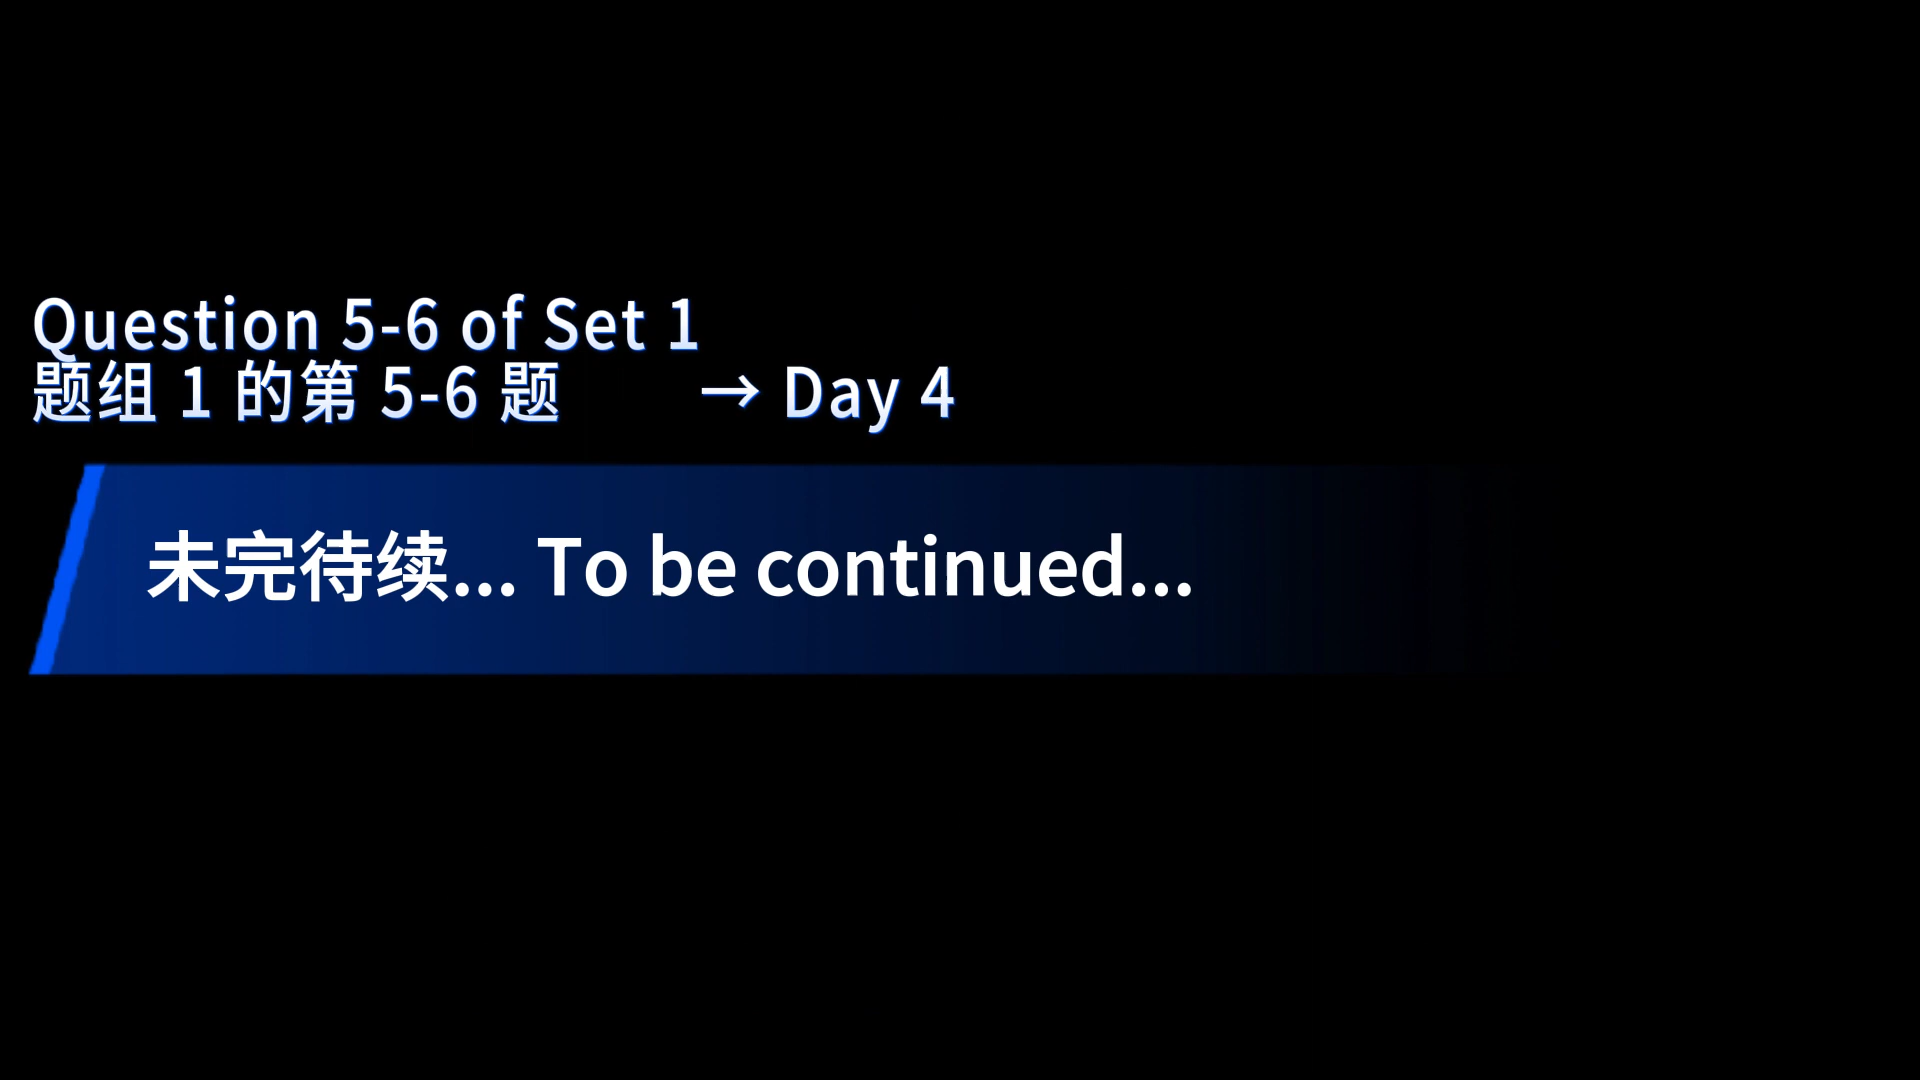 Question 5-6 of Set 1
题组 1 的第 5-6 题 → Day 4
未完待续... To be continued...